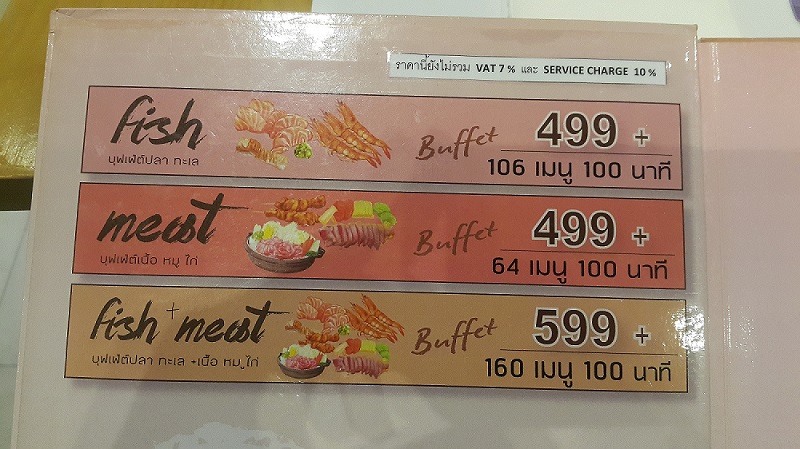 ราคานี้ยังไม่รวม VAT 7 % และ SERVICE CHARGE 10 %
fish
บุฟเฟ่ต์ปลา ทะเล
Buffet
499 +
106 เมนู 100 นาที
meat
บุฟเฟ่ต์เนื้อ หมู ไก่
Buffet
499 +
64 เมนู 100 นาที
fish + meat
บุฟเฟ่ต์ปลา ทะเล +เนื้อ หมู ไก่
Buffet
599 +
160 เมนู 100 นาที